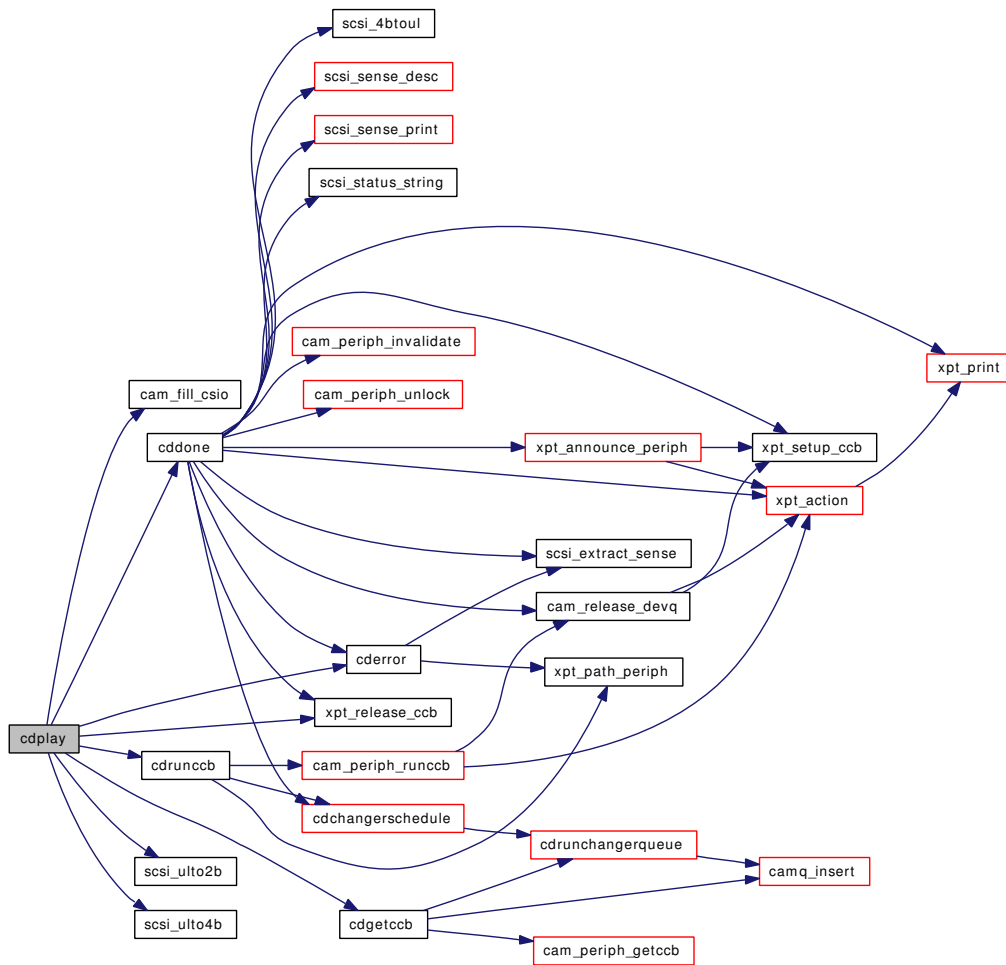 scsi_4btoul
scsi_sense_desc
scsi_sense_print
scsi_status_string
cam_periph_invalidate
xpt_print
cam_fill_csio
cam_periph_unlock
cddone
xpt_announce_periph
xpt_setup_ccb
xpt_action
scsi_extract_sense
cam_release_devq
cderror
xpt_path_periph
xpt_release_ccb
cdplay
cdrunccb
cam_periph_runccb
cdchangerschedule
cdrunchangerqueue
scsi_ulto2b
camq_insert
scsi_ulto4b
cdgetccb
cam_periph_getccb